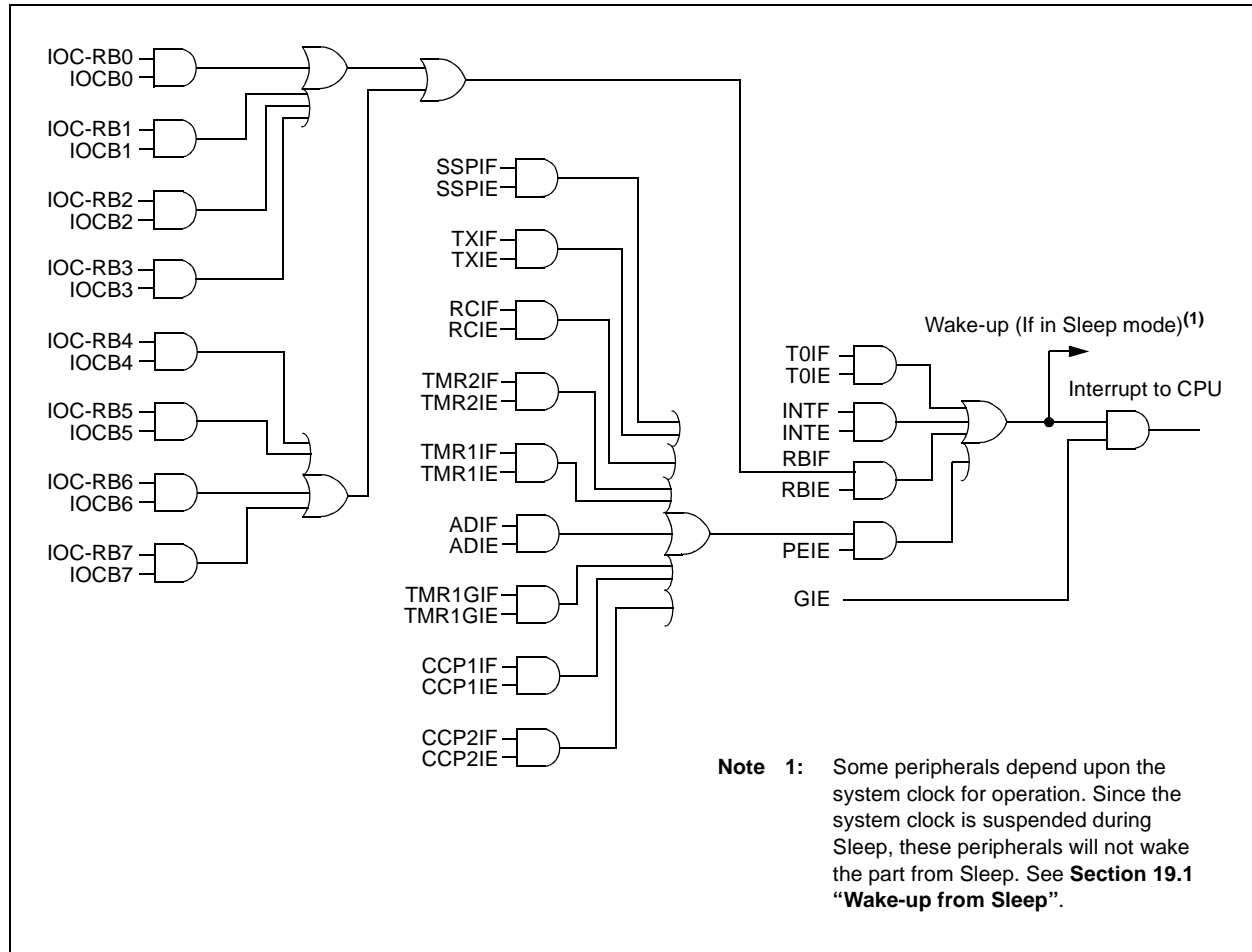 IOC-RB0
IOCB0
IOC-RB1
IOCB1
IOC-RB2
IOCB2
IOC-RB3
IOCB3
IOC-RB4
IOCB4
IOC-RB5
IOCB5
IOC-RB6
IOCB6
IOC-RB7
IOCB7
SSPIF
SSPIE
TXIF
TXIE
RCIF
RCIE
TMR2IF
TMR2IE
TMR1IF
TMR1IE
ADIF
ADIE
TMR1GIF
TMR1GIE
CCP1IF
CCP1IE
CCP2IF
CCP2IE
Wake-up (If in Sleep mode)(1)
T0IF
T0IE
Interrupt to CPU
INTF
INTE
RBIF
RBIE
PEIE
GIE
Note 1: Some peripherals depend upon the
system clock for operation. Since the
system clock is suspended during
Sleep, these peripherals will not wake
the part from Sleep. See Section 19.1
“Wake-up from Sleep”.